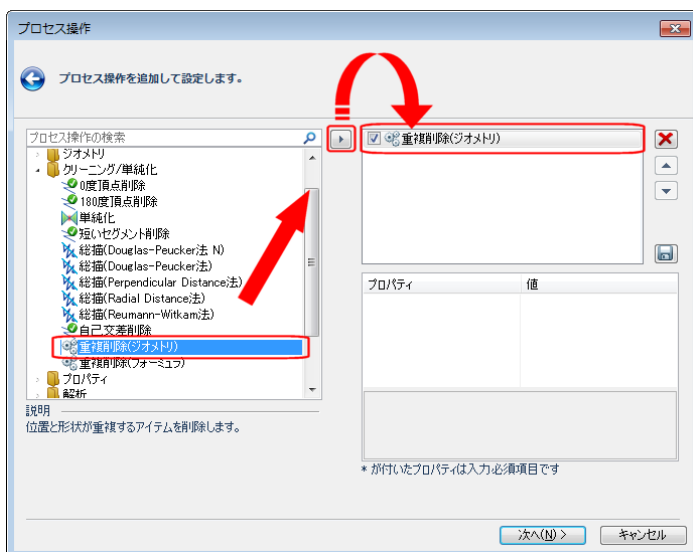 プロセス操作
プロセス操作を追加して設定します。
プロセス操作の検索
ジオメトリ
クリーニング/単純化
0度頂点削除
180度頂点削除
単純化
短いセグメント削除
総描(Douglas-Peucker法 N)
総描(Douglas-Peucker法)
総描(Perpendicular Distance法)
総描(Radial Distance法)
総描(Reumann-Witkam法)
自己交差削除
重複削除(ジオメトリ)
重複削除(フォーミュラ)
プロパティ
解析
説明
位置と形状が重複するアイテムを削除します。
重複削除(ジオメトリ)
プロパティ 値
* が付いたプロパティは入力必須項目です
次へ(N) >
キャンセル